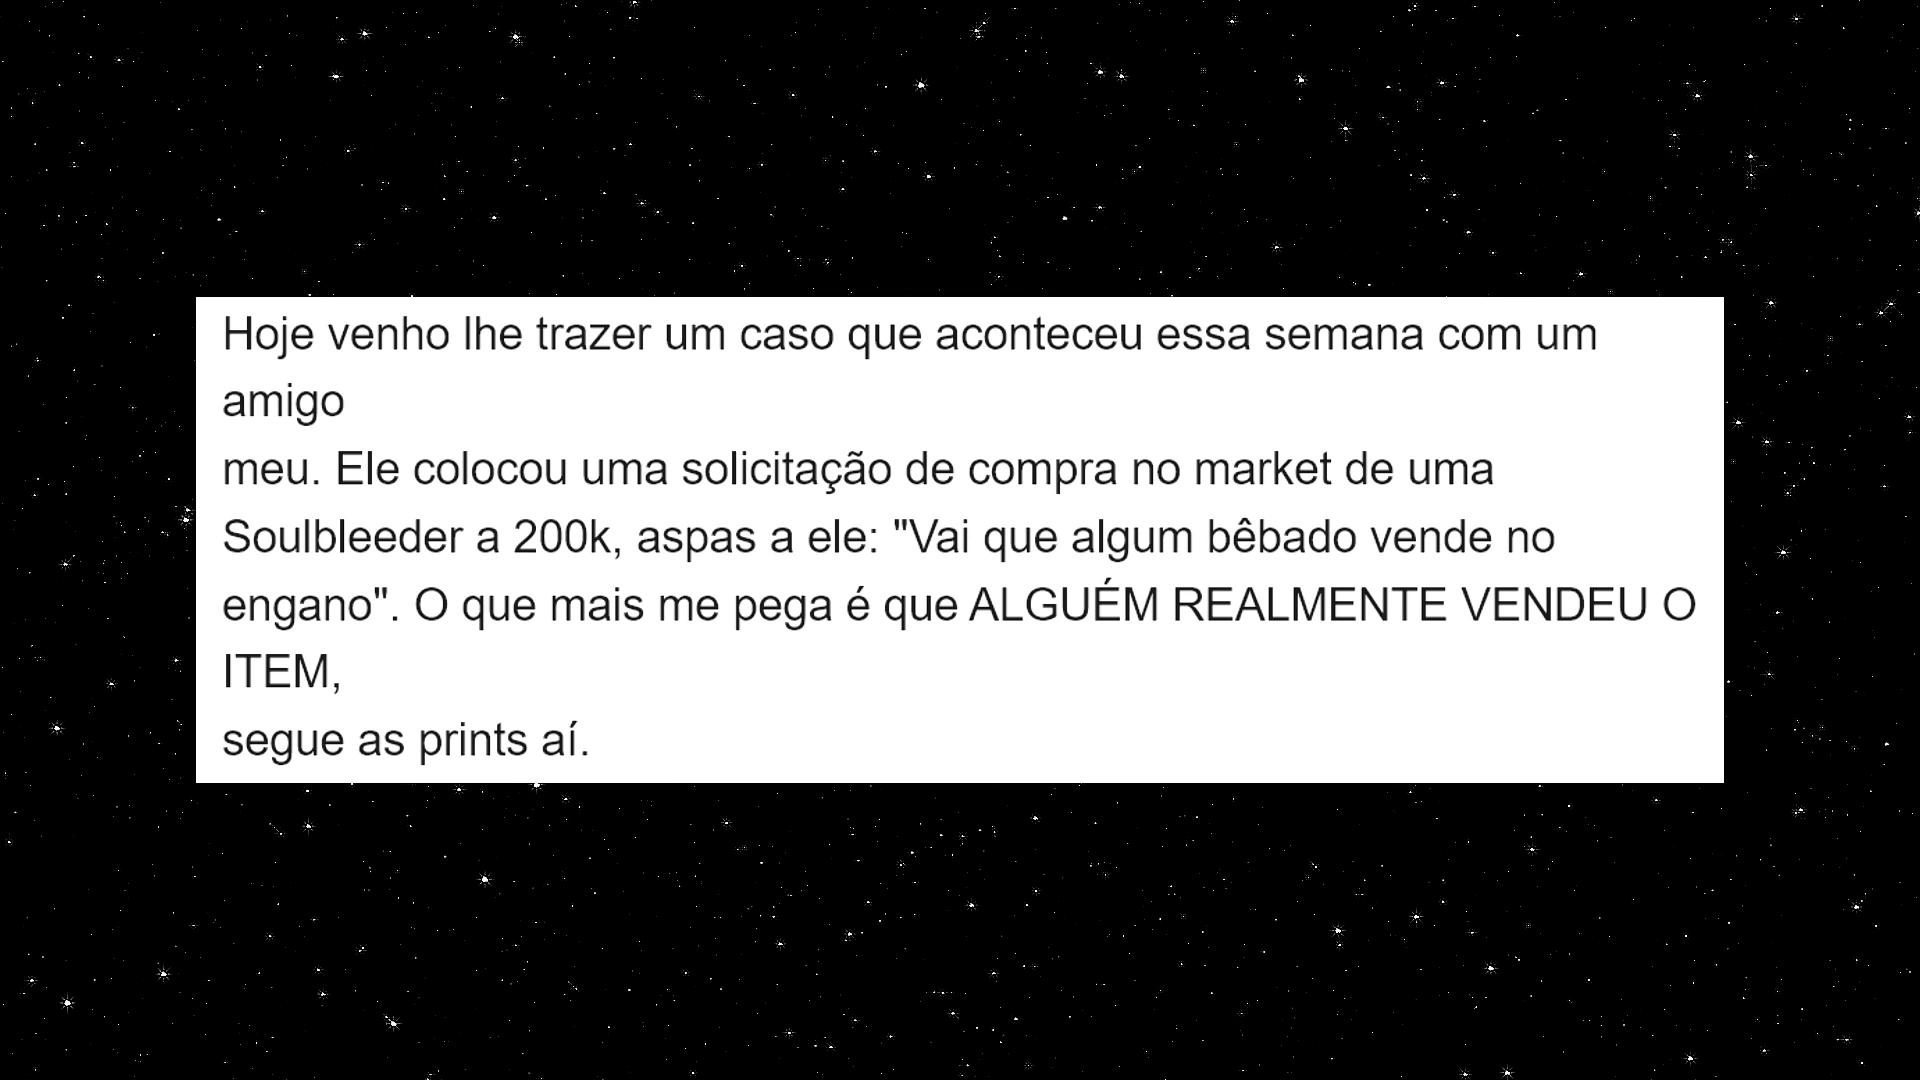 Hoje venho lhe trazer um caso que aconteceu essa semana com um
amigo
meu. Ele colocou uma solicitação de compra no market de uma
Soulbleeder a 200k, aspas a ele: "Vai que algum bêbado vende no
engano". O que mais me pega é que ALGUÉM REALMENTE VENDEU O
ITEM,
segue as prints aí.